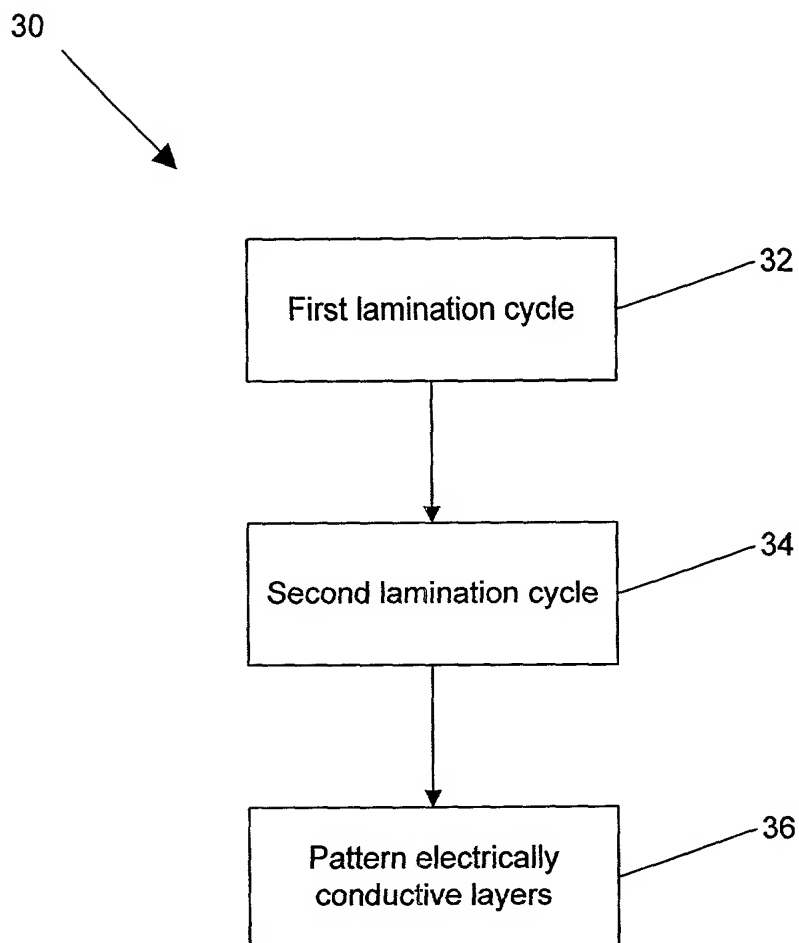 30
First lamination cycle
32
Second lamination cycle
34
Pattern electrically
conductive layers
36